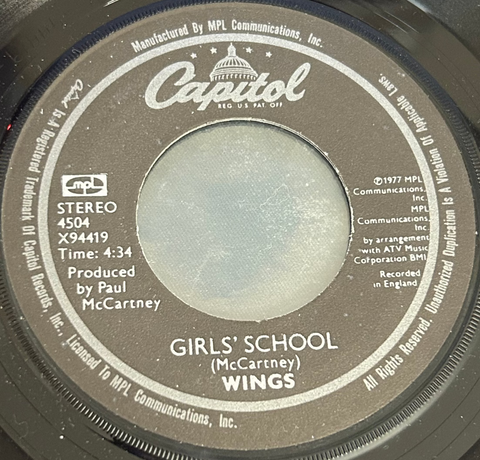 Manufactured By MPL Communications, Inc.
Capitol
REG. U.S. PAT. OFF
Capitol Is A Registered Trademark Of Capitol Records, Inc., Licensed To MPL Communications, Inc.
All Rights Reserved. Unauthorized Duplication Is A Violation Of Applicable Laws.
mpl
STEREO
4504
X94419
Time: 4:34
Produced
by Paul
McCartney
℗1977 MPL
Communications,
Inc.
MPL
Communications,
Inc.
by arrangement
with ATV Music
Corporation BMI
Recorded
in England
GIRLS' SCHOOL
(McCartney)
WINGS